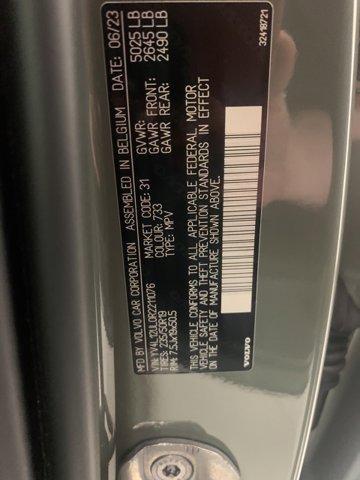 MFD BY VOLVO CAR CORPORATION ASSEMBLED IN BELGIUM DATE: 06/23
GVWR: 5025 LB
GAWR FRONT: 2645 LB
GAWR REAR: 2490 LB
MARKET CODE: 31
COLOUR: 733
TYPE: MPV
TIRES: 235/50R19
RIM: 7.5Jx19x50.5
CONFORMS TO ALL APPLICABLE FEDERAL MOTOR
VEHICLE SAFETY AND THEFT PREVENTION STANDARDS IN EFFECT
ON THE DATE OF MANUFACTURE SHOWN ABOVE.
VOLVO
32418721